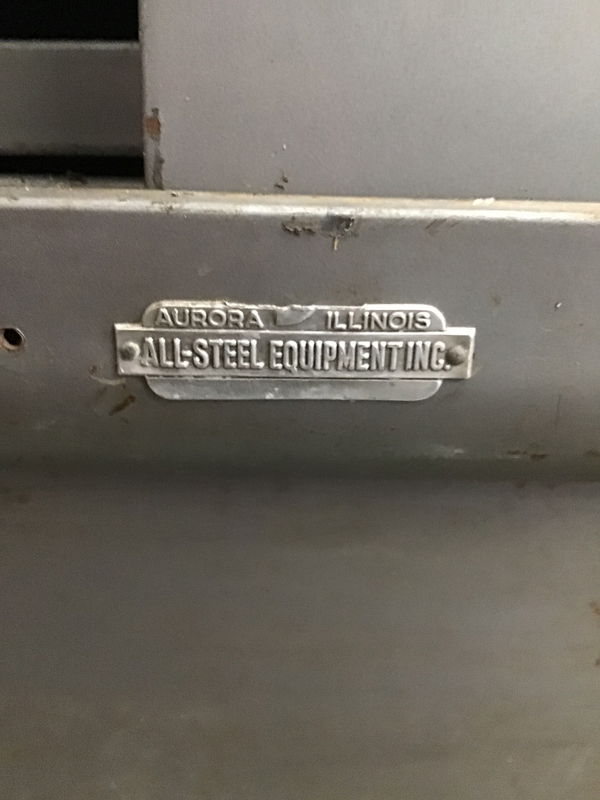 AURORA ILLINOIS
ALL-STEEL EQUIPMENT INC.